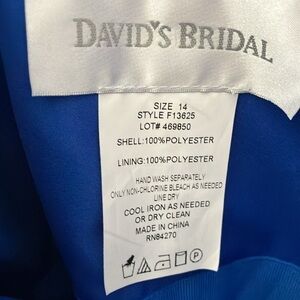 DAVID'S BRIDAL
SIZE 14
STYLE F13625
LOT# 469850
SHELL:100%POLYESTER
LINING:100%POLYESTER
HAND WASH SEPARATELY
ONLY NON-CHLORINE BLEACH AS NEEDED
LINE DRY
COOL IRON AS NEEDED
OR DRY CLEAN
MADE IN CHINA
RN84270
P